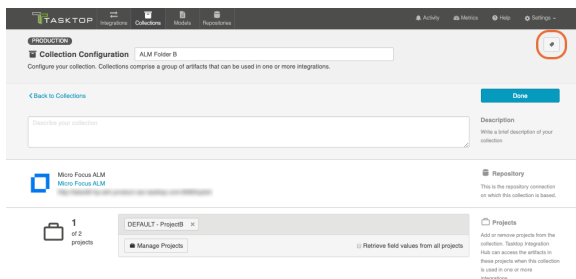 TASKTOP
Integrations
Collections
Models
Repositories
Activity
Metrics
Help
Settings
PRODUCTION
Collection Configuration
ALM Folder B
Configure your collection. Collections comprise a group of artifacts that can be used in one or more integrations.
Back to Collections
Done
Describe your collection
Description
Write a brief description of your
collection.
Micro Focus ALM
Micro Focus ALM
Repository
This is the repository connection
on which this collection is based.
1
of 2
projects
DEFAULT - ProjectB ×
Manage Projects
Retrieve field values from all projects
Projects
Add or remove projects from the
collection. Tasktop Integration
Hub can access the artifacts in
these projects when this collection
is used in one or more
integrations.